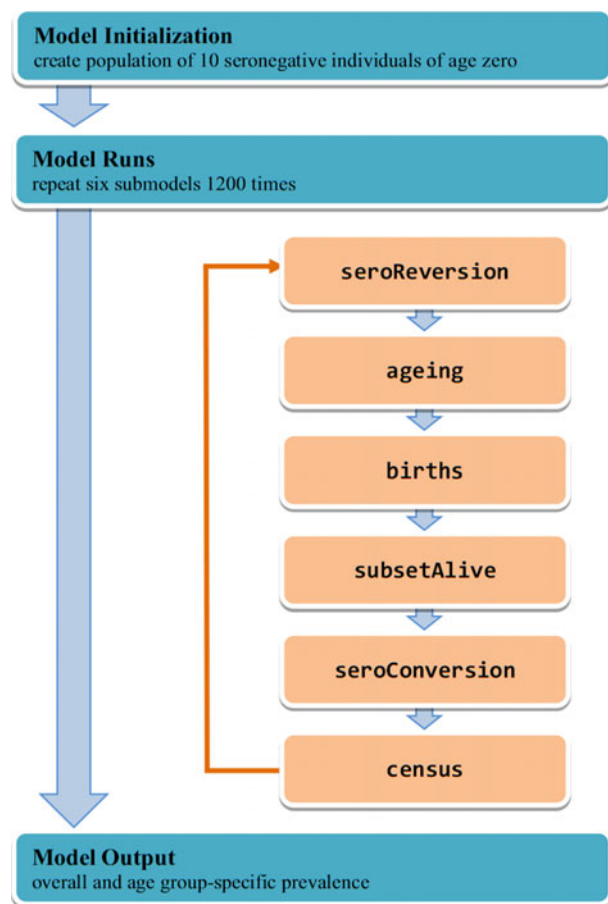 Model Initialization
create population of 10 seronegative individuals of age zero
Model Runs
repeat six submodels 1200 times
seroReversion
ageing
births
subsetAlive
seroConversion
census
Model Output
overall and age group-specific prevalence